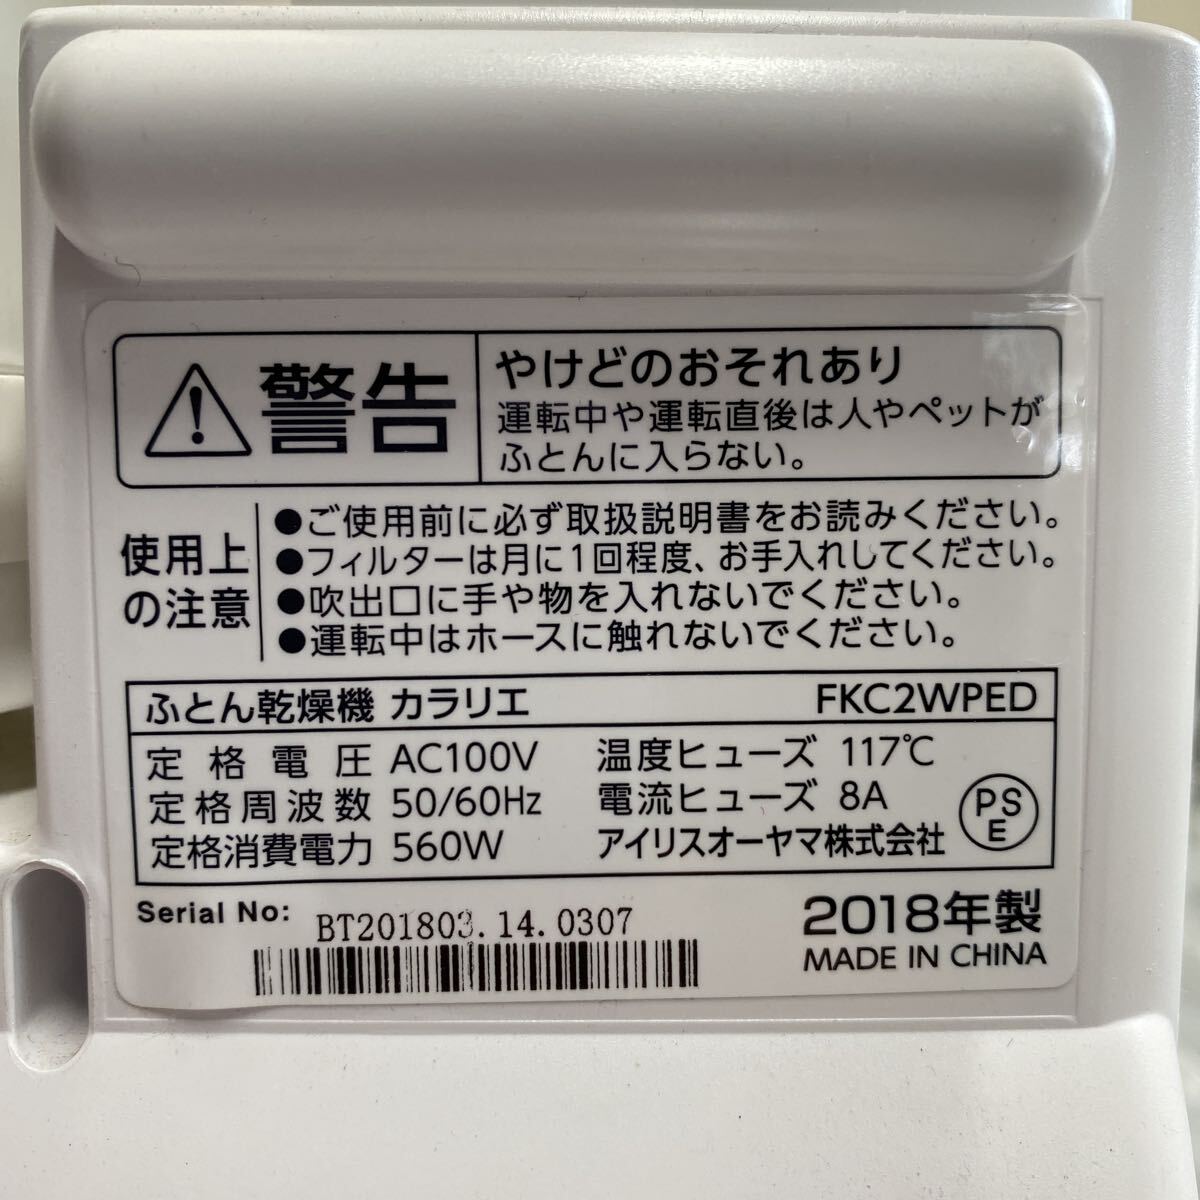 警告
やけどのおそれあり
運転中や運転直後は人やペットが
ふとんに入らない。
使用上
の注意
●ご使用前に必ず取扱説明書をお読みください。
●フィルターは月に1回程度、お手入れしてください。
●吹出口に手や物を入れないでください。
●運転中はホースに触れないでください。
ふとん乾燥機 カラリエ FKC2WPED
定格電圧 AC100V 温度ヒューズ 117℃
定格周波数 50/60Hz 電流ヒューズ 8A
定格消費電力 560W アイリスオーヤマ株式会社
PS
E
Serial No: BT201803.14.0307
2018年製
MADE IN CHINA